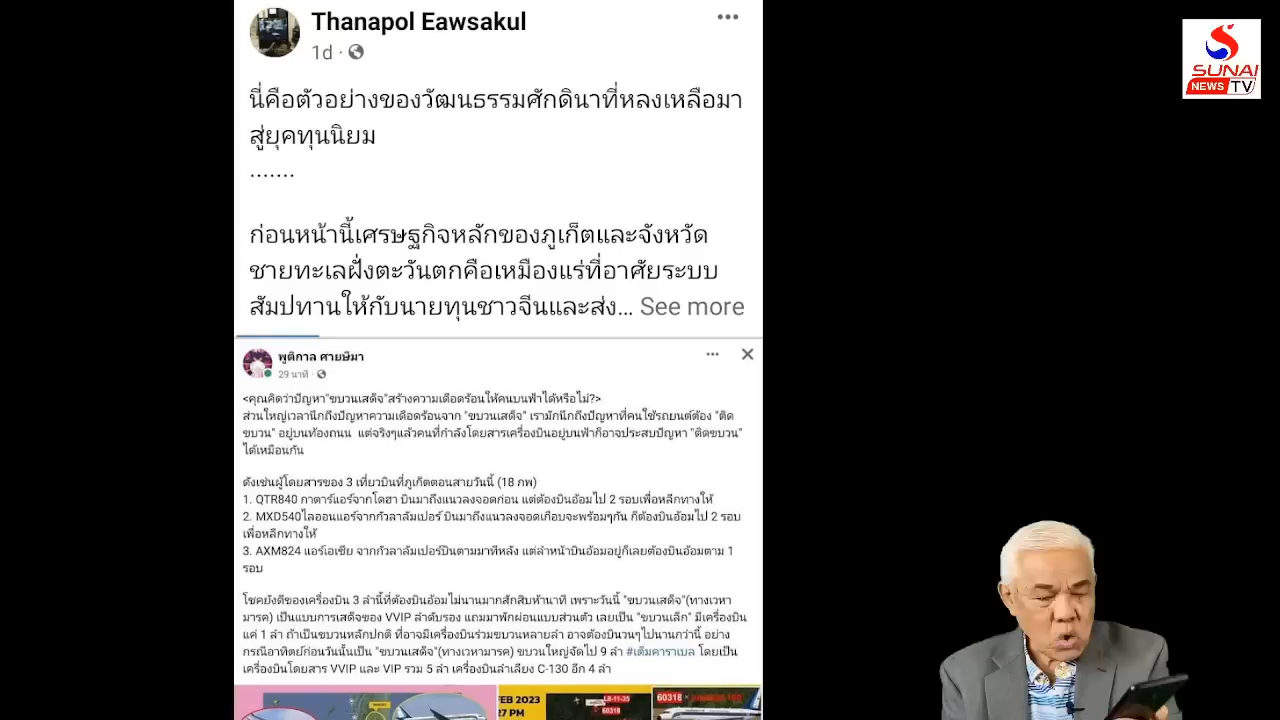 Thanapol Eawsakul
1d ·
นี่คือตัวอย่างของวัฒนธรรมศักดินาที่หลงเหลือมา
สู่ยุคทุนนิยม
.......
ก่อนหน้านี้เศรษฐกิจหลักของภูเก็ตและจังหวัด
ชายทะเลฝั่งตะวันตกคือเหมืองแร่ที่อาศัยระบบ
สัมปทานให้กับนายทุนชาวจีนและส่ง... See more
พูติกาล ศายษีมา
29 นาที ·
<คุณคิดว่าปัญหา"ขบวนเสด็จ"สร้างความเดือดร้อนให้คนบนฟ้าได้หรือไม่?>
ส่วนใหญ่เวลานึกถึงปัญหาความเดือดร้อนจาก "ขบวนเสด็จ" เรามักนึกถึงปัญหาที่คนใช้รถยนต์ต้อง "ติด
ขบวน" อยู่บนท้องถนน แต่จริงๆแล้วคนที่กำลังโดยสารเครื่องบินอยู่บนฟ้าก็อาจประสบปัญหา "ติดขบวน"
ได้เหมือนกัน
ดังเช่นผู้โดยสารของ 3 เที่ยวบินที่ภูเก็ตตอนสายวันนี้ (18 กพ)
1. QTR840 กาตาร์แอร์จากโดฮา บินมาถึงแนวลงจอดก่อน แต่ต้องบินอ้อมไป 2 รอบเพื่อหลีกทางให้
2. MXD540ไลออนแอร์จากกัวลาลัมเปอร์ บินมาถึงแนวลงจอดเกือบจะพร้อมๆกัน ก็ต้องบินอ้อมไป 2 รอบ
เพื่อหลีกทางให้
3. AXM824 แอร์เอเชีย จากกัวลาลัมเปอร์บินตามมาทีหลัง แต่ลำหน้าบินอ้อมอยู่ก็เลยต้องบินอ้อมตาม 1
รอบ
โชคยังดีของเครื่องบิน 3 ลำนี้ที่ต้องบินอ้อมไม่นานมากสักสิบห้านาที เพราะวันนี้ "ขบวนเสด็จ"(ทางเวหา
มารค) เป็นแบบการเสด็จของ VVIP ลำดับรอง แถมมาพักผ่อนแบบส่วนตัว เลยเป็น "ขบวนเล็ก" มีเครื่องบิน
แค่ 1 ลำ ถ้าเป็นขบวนหลักปกติ ที่อาจมีเครื่องบินร่วมขบวนหลายลำ อาจต้องบินวนๆไปนานกว่านี้ อย่าง
กรณีอาทิตย์ก่อนวันนั้นเป็น "ขบวนเสด็จ"(ทางเวหามารค) ขบวนใหญ่จัดไป 9 ลำ #เต็มคาราเบล โดยเป็น
เครื่องบินโดยสาร VVIP และ VIP รวม 5 ลำ เครื่องบินลำเลียง C-130 อีก 4 ลำ
FEB 2023
27 PM
L8-11-35
60318
60318
SUNAI
NEWS TV